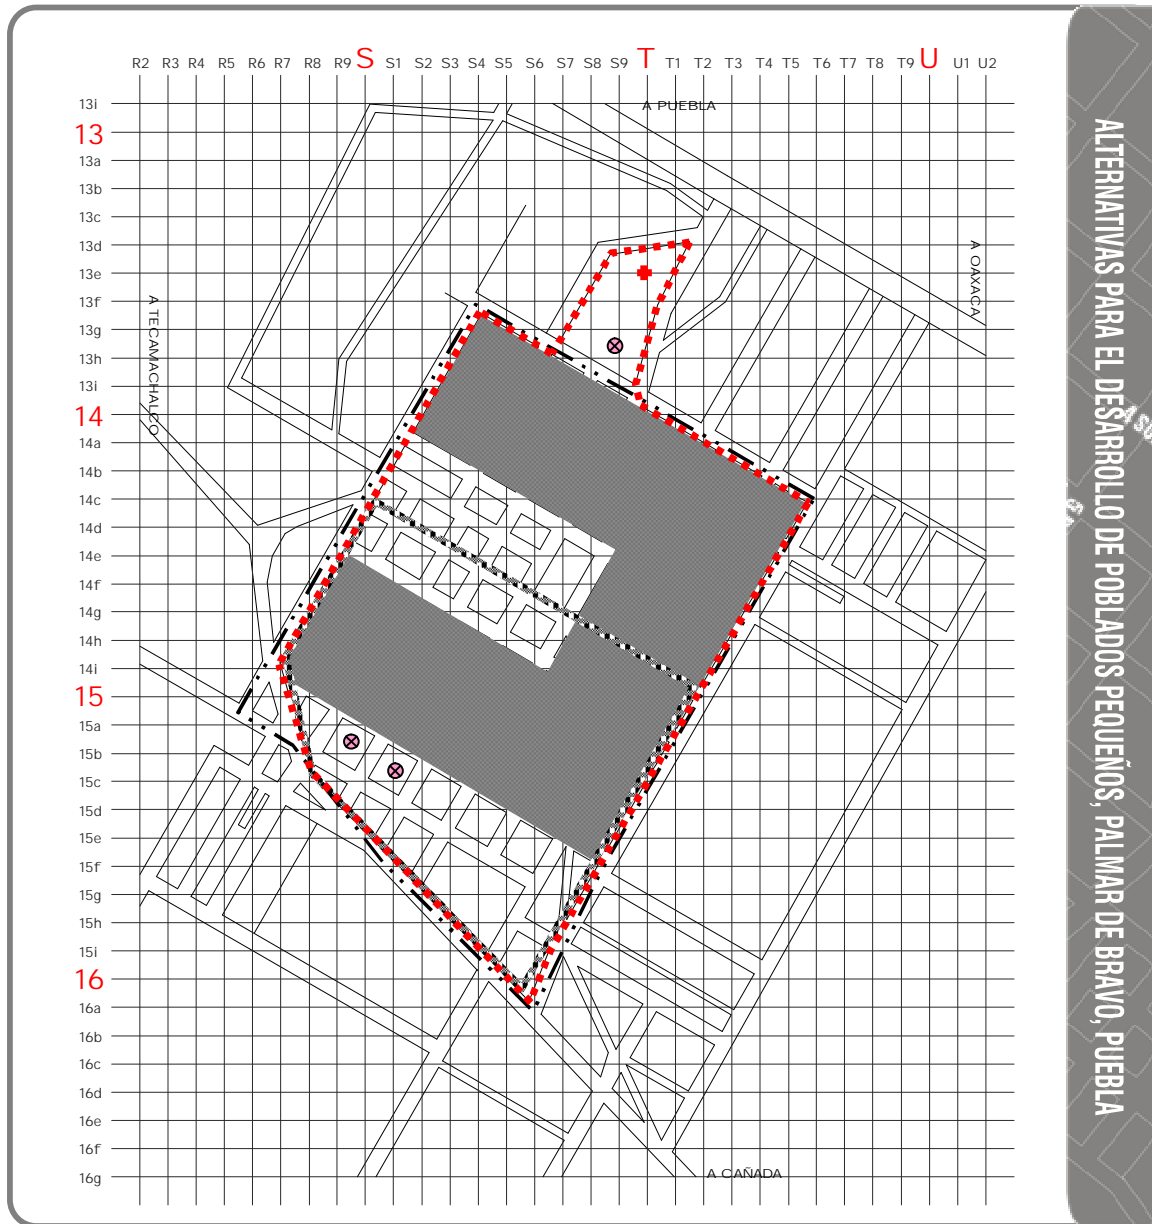 R2 R3 R4 R5 R6 R7 R8 R9 S S1 S2 S3 S4 S5 S6 S7 S8 S9 T T1 T2 T3 T4 T5 T6 T7 T8 T9 U U1 U2
13i
A PUEBLA
13
13a
13b
13c
13d
A OAXACA
13e
13f
A TECAMACHALCO
13g
13h
13i
14
14a
14b
14c
14d
14e
14f
14g
14h
14i
15
15a
15b
15c
15d
15e
15f
15g
15h
15i
16
16a
16b
16c
16d
16e
16f
16g
A CAÑADA
ALTERNATIVAS PARA EL DESARROLLO DE POBLADOS PEQUEÑOS, PALMAR DE BRAVO, PUEBLA